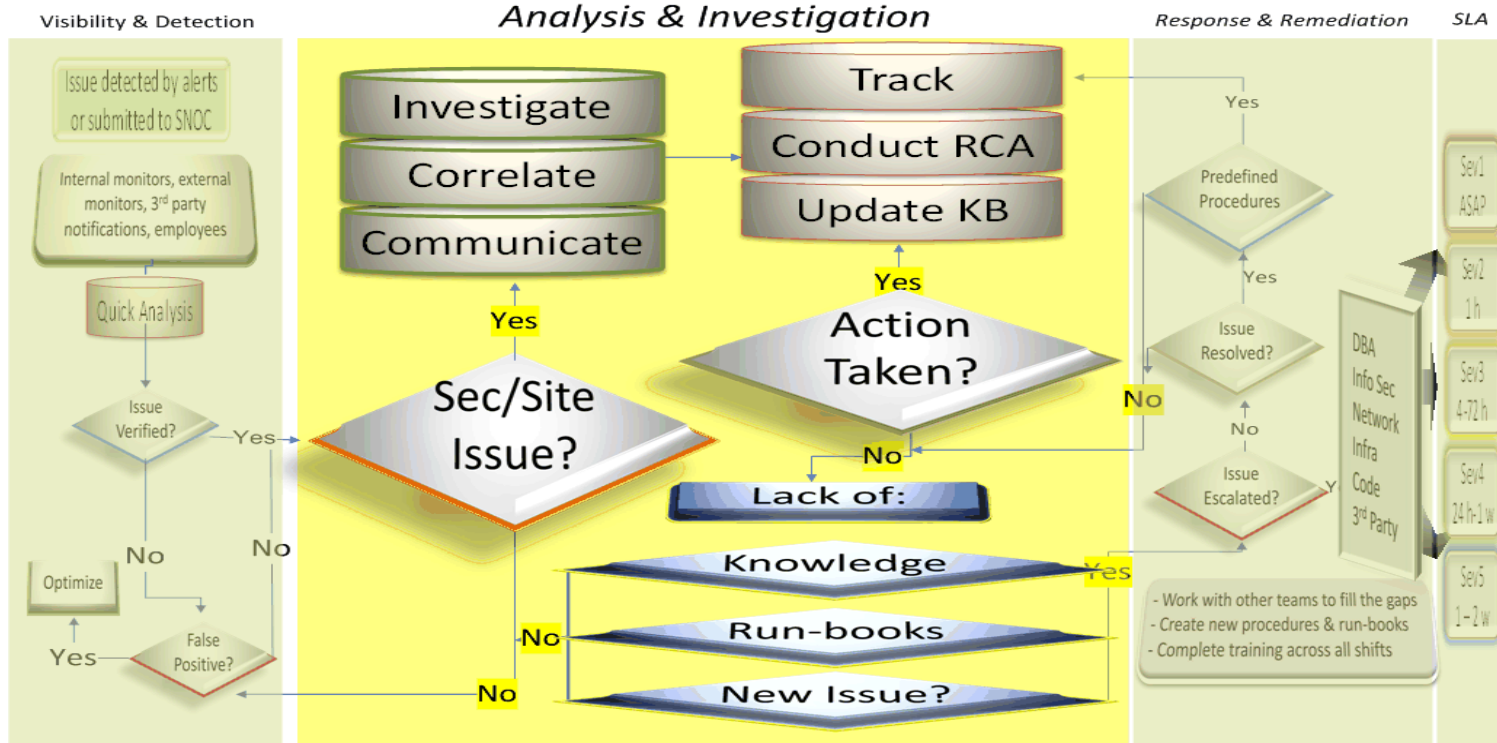 Visibility & Detection
Issue detected by alerts
or submitted to SNOC
Internal monitors, external
monitors, 3rd party
notifications, employees
Quick Analysis
Issue
Verified?
Yes
No
No
Optimize
Yes
False
Positive?
Analysis & Investigation
Investigate
Correlate
Communicate
Yes
Sec/Site
Issue?
No
Track
Conduct RCA
Update KB
Yes
Action
Taken?
No
Lack of:
Knowledge
Run-books
New Issue?
No
Yes
Response & Remediation
Yes
Predefined
Procedures
Yes
Issue
Resolved?
No
No
Issue
Escalated?
Y
DBA
Info Sec
Network
Infra
Code
3rd Party
- Work with other teams to fill the gaps
- Create new procedures & run-books
- Complete training across all shifts
SLA
Sev1
ASAP
Sev2
1 h
Sev3
4-72 h
Sev4
24 h-1 w
Sev5
1 – 2 w